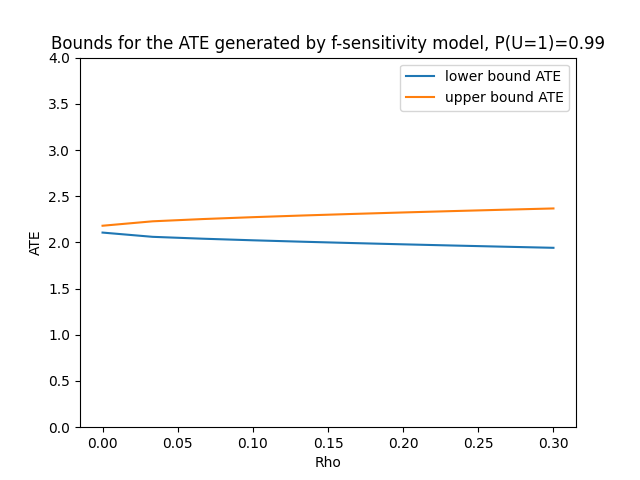 Bounds for the ATE generated by f-sensitivity model, P(U=1)=0.99
lower bound ATE
upper bound ATE
4.0
3.5
3.0
2.5
2.0
1.5
1.0
0.5
0.0
ATE
0.00 0.05 0.10 0.15 0.20 0.25 0.30
Rho